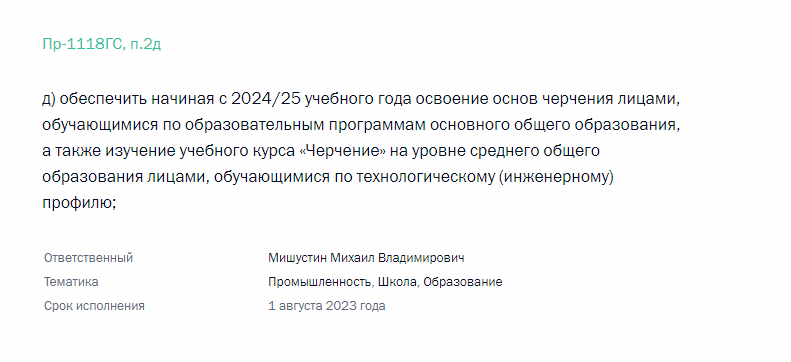 Пр-1118ГС, п.2д
д) обеспечить начиная с 2024/25 учебного года освоение основ черчения лицами,
обучающимися по образовательным программам основного общего образования,
а также изучение учебного курса «Черчение» на уровне среднего общего
образования лицами, обучающимися по технологическому (инженерному)
профилю;
Ответственный Мишустин Михаил Владимирович
Тематика Промышленность, Школа, Образование
Срок исполнения 1 августа 2023 года